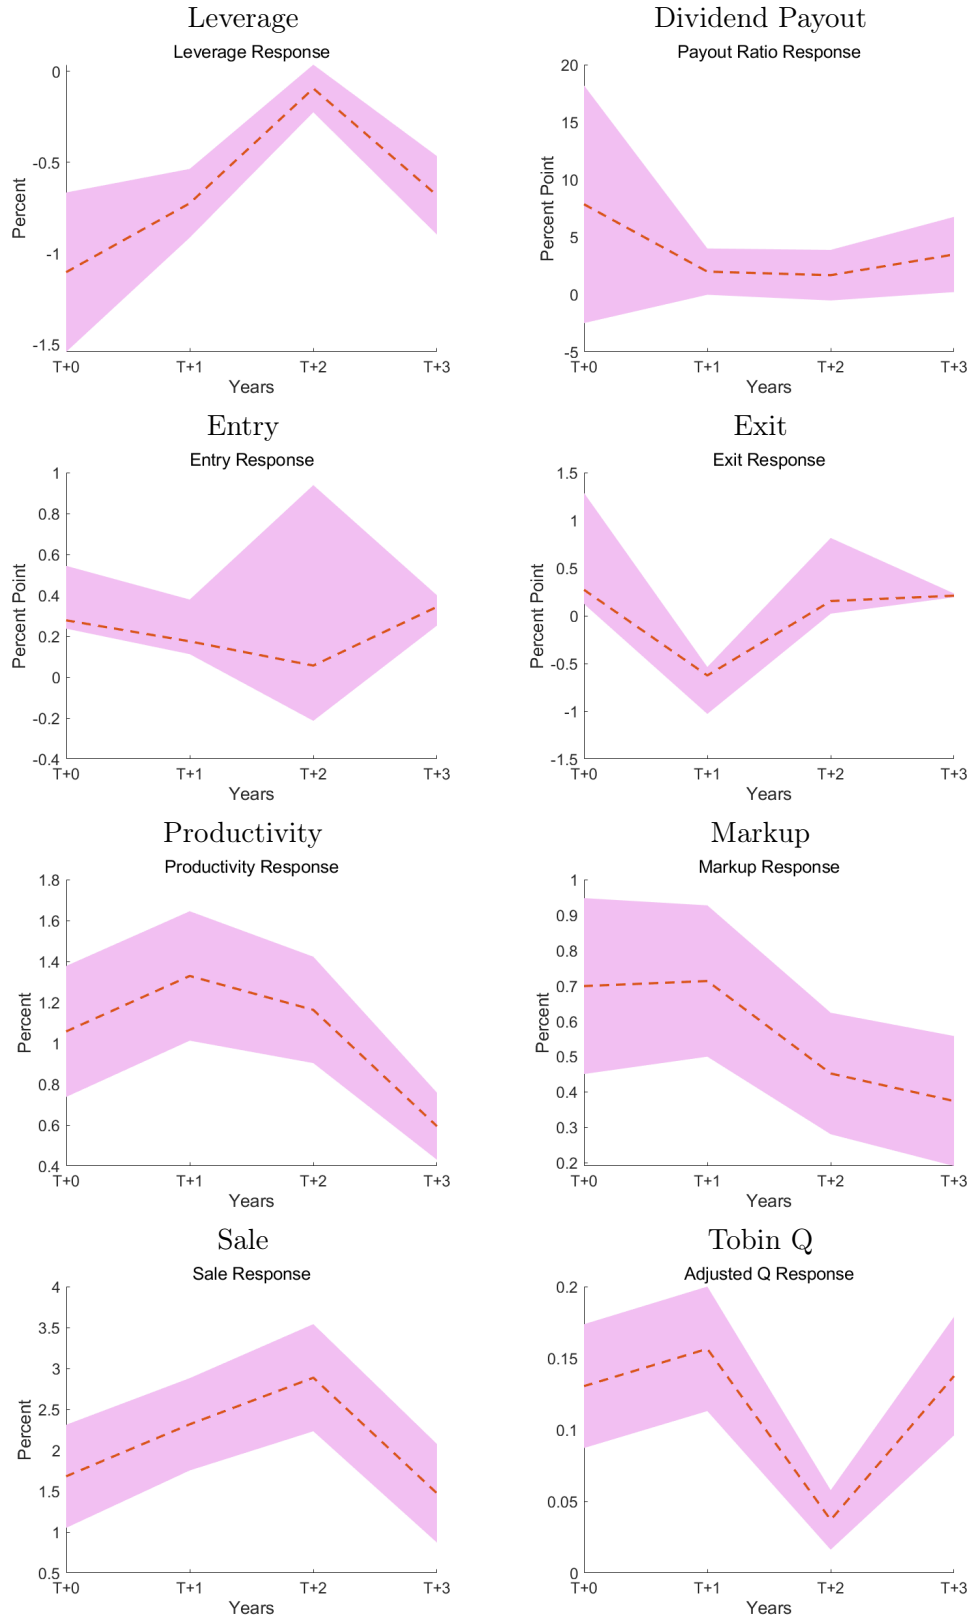 Leverage
Leverage Response
0
-0.5
-1
-1.5
Percent
T+0 T+1 T+2 T+3
Years
Dividend Payout
Payout Ratio Response
20
15
10
5
0
-5
Percent Point
T+0 T+1 T+2 T+3
Years
Entry
Entry Response
1
0.8
0.6
0.4
0.2
0
-0.2
-0.4
Percent Point
T+0 T+1 T+2 T+3
Years
Exit
Exit Response
1.5
1
0.5
0
-0.5
-1
-1.5
Percent Point
T+0 T+1 T+2 T+3
Years
Productivity
Productivity Response
1.8
1.6
1.4
1.2
1
0.8
0.6
0.4
Percent
T+0 T+1 T+2 T+3
Years
Markup
Markup Response
1
0.9
0.8
0.7
0.6
0.5
0.4
0.3
0.2
Percent
T+0 T+1 T+2 T+3
Years
Sale
Sale Response
4
3.5
3
2.5
2
1.5
1
0.5
Percent
T+0 T+1 T+2 T+3
Years
Tobin Q
Adjusted Q Response
0.2
0.15
0.1
0.05
0
T+0 T+1 T+2 T+3
Years